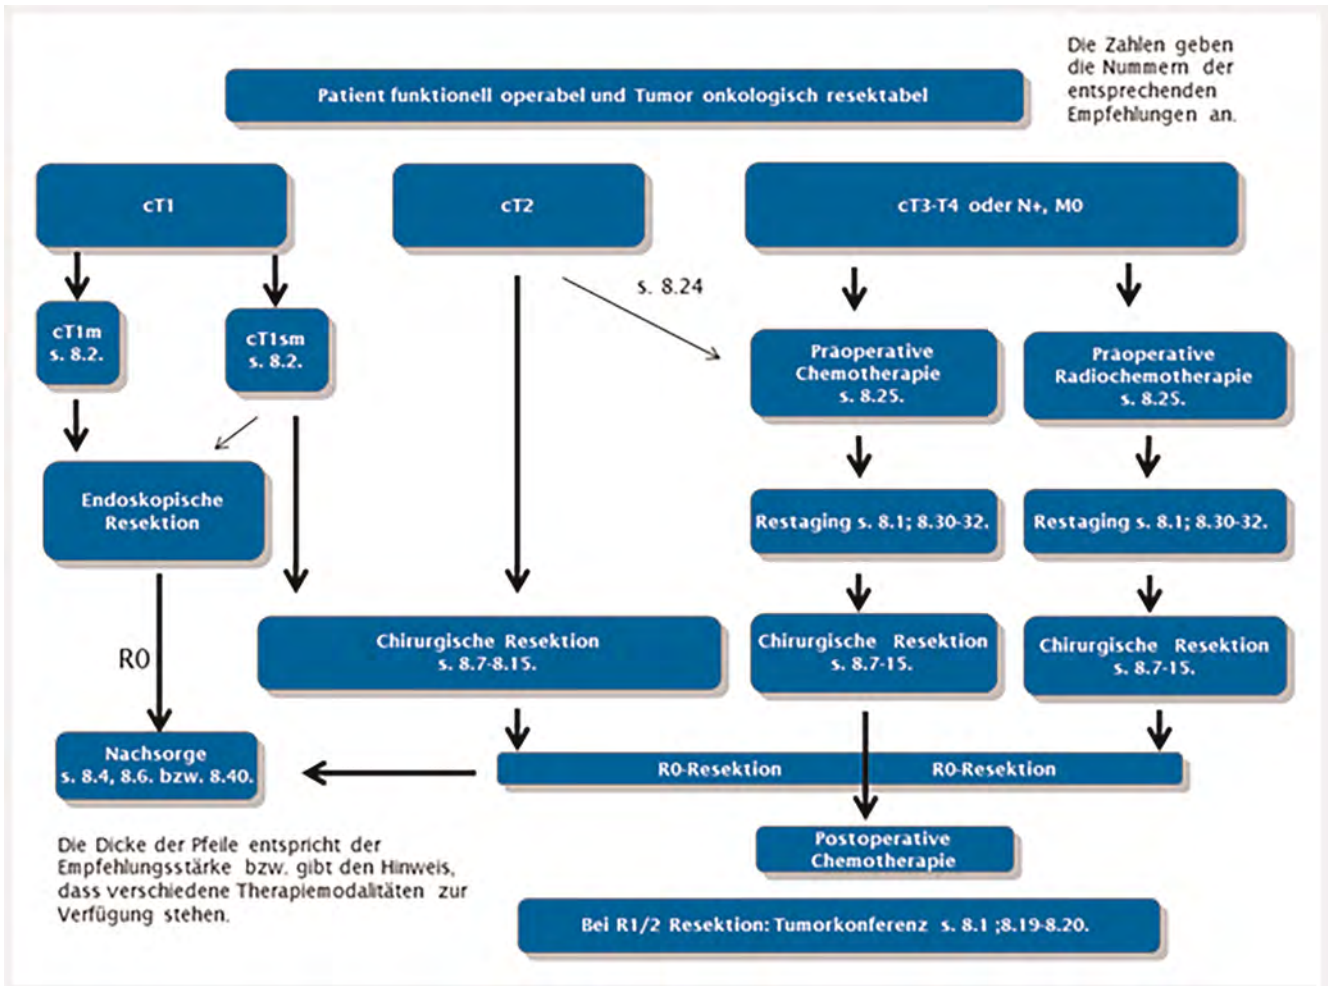 Die Zahlen geben
die Nummern der
entsprechenden
Empfehlungen an.
Patient funktionell operabel und Tumor onkologisch resektabel
cT1
cT2
cT3-T4 oder N+, M0
s. 8.24
cT1m
s. 8.2.
cT1sm
s. 8.2.
Präoperative
Chemotherapie
s. 8.25.
Präoperative
Radiochemotherapie
s. 8.25.
Endoskopische
Resektion
Restaging s. 8.1; 8.30-32.
Restaging s. 8.1; 8.30-32.
R0
Chirurgische Resektion
s. 8.7-8.15.
Chirurgische Resektion
s. 8.7-15.
Chirurgische Resektion
s. 8.7-15.
Nachsorge
s. 8.4, 8.6. bzw. 8.40.
R0-Resektion
R0-Resektion
Postoperative
Chemotherapie
Die Dicke der Pfeile entspricht der
Empfehlungsstärke bzw. gibt den Hinweis,
dass verschiedene Therapiemodalitäten zur
Verfügung stehen.
Bei R1/2 Resektion: Tumorkonferenz s. 8.1 ;8.19-8.20.